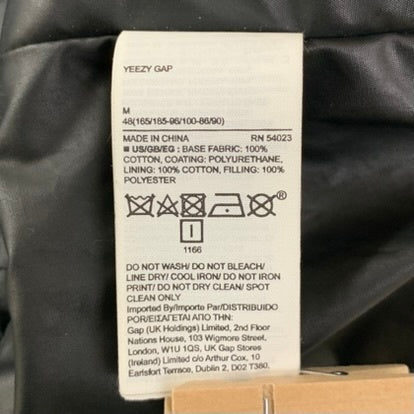 YEEZY GAP
M
48(165/185-96/100-86/90)
MADE IN CHINA RN 54023
■ US/GB/EG : BASE FABRIC: 100%
COTTON, COATING: POLYURETHANE,
LINING: 100% COTTON, FILLING: 100%
POLYESTER
®
I
1166
DO NOT WASH/ DO NOT BLEACH/
LINE DRY/ COOL IRON/ DO NOT IRON
PRINT/ DO NOT DRY CLEAN/ SPOT
CLEAN ONLY
Imported By/Importe Par/DISTRIBUIDO
POR/ΕΙΣΑΓΕΤΑΙ ΑΠΟ ΤΗΝ:
Gap (UK Holdings) Limited, 2nd Floor
Nations House, 103 Wigmore Street,
London, W1U 1QS, UK Gap Stores
(Ireland) Limited c/o Arthur Cox, 10
Earlsfort Terrace, Dublin 2, D02 T380.